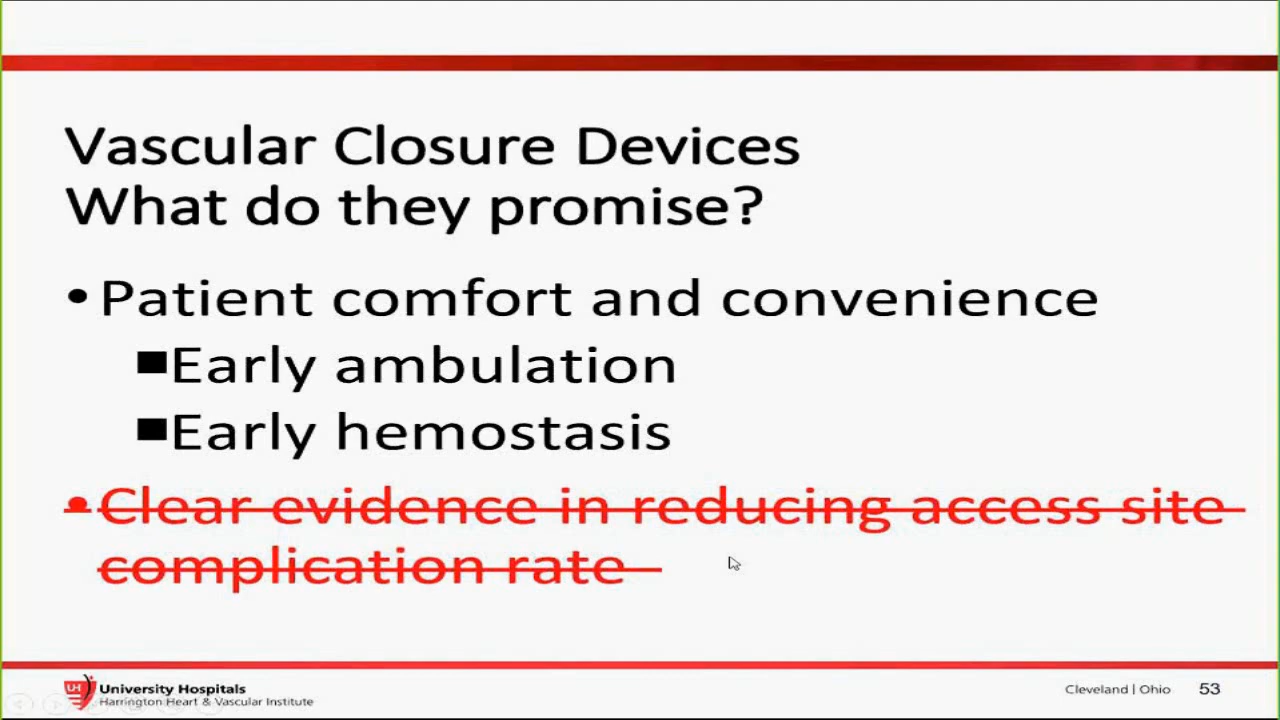 Vascular Closure Devices
What do they promise?
•Patient comfort and convenience
■Early ambulation
■Early hemostasis
•Clear evidence in reducing access site
complication rate
UH
University Hospitals
Harrington Heart & Vascular Institute
Cleveland | Ohio 53